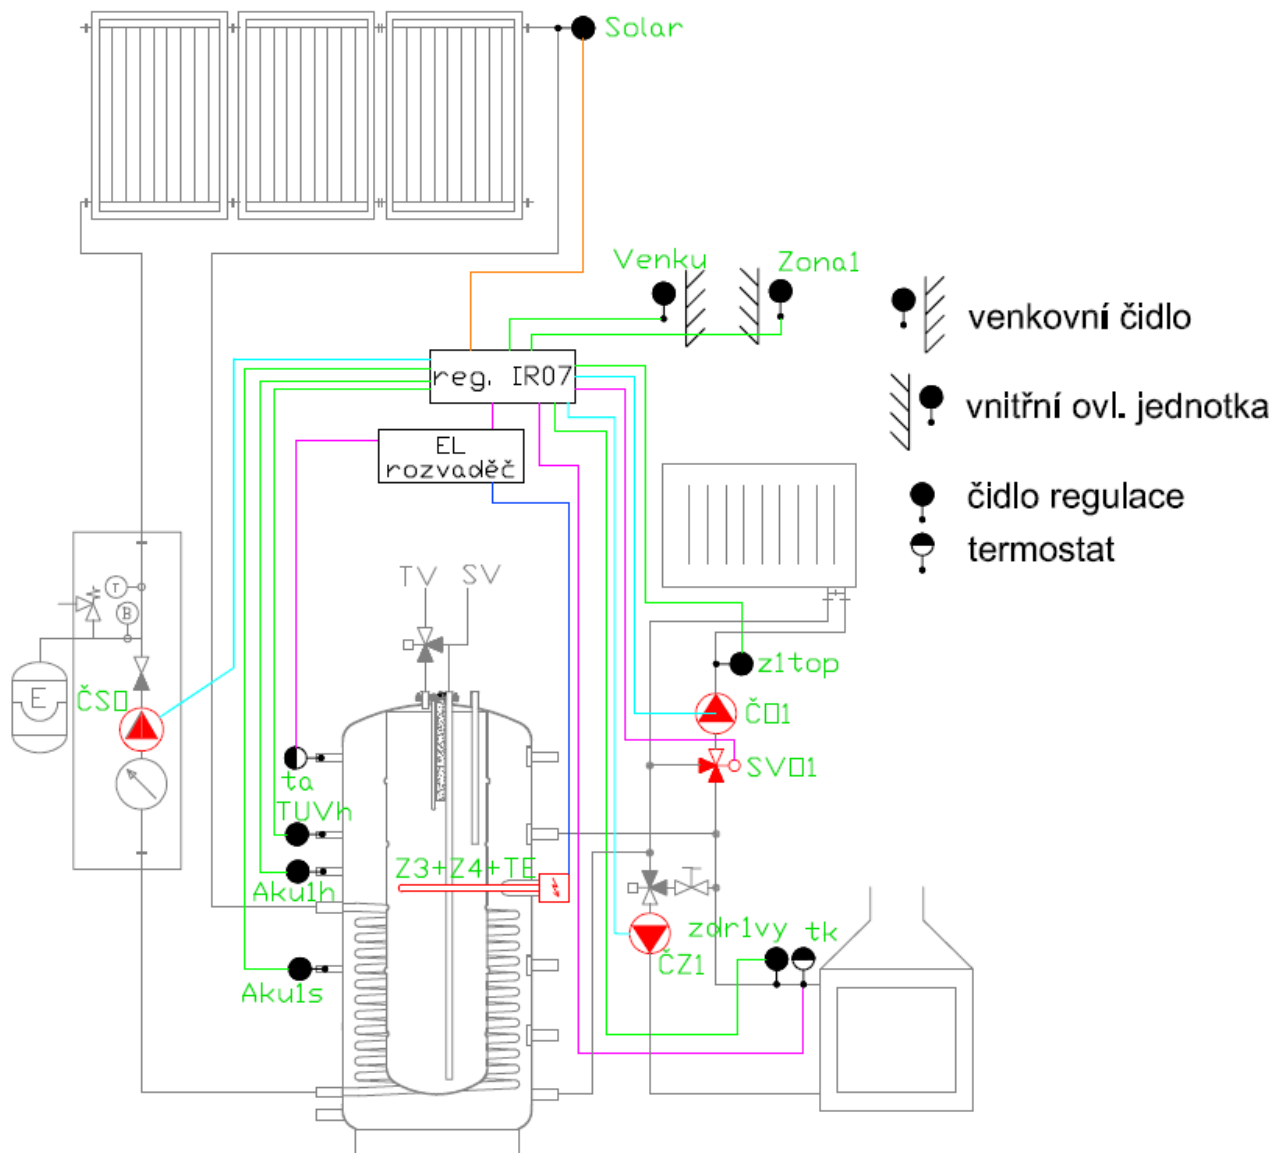 Solar
Venku
Zona1
venkovní čidlo
reg. IR07
vnitřní ovl. jednotka
EL
rozvaděč
čidlo regulace
termostat
TV
SV
T
B
z1top
E
ČS□
Č□1
SV□1
ta
TUVh
Z3+Z4+TE
Aku1h
zdr1vy
tk
ČZ1
Aku1s